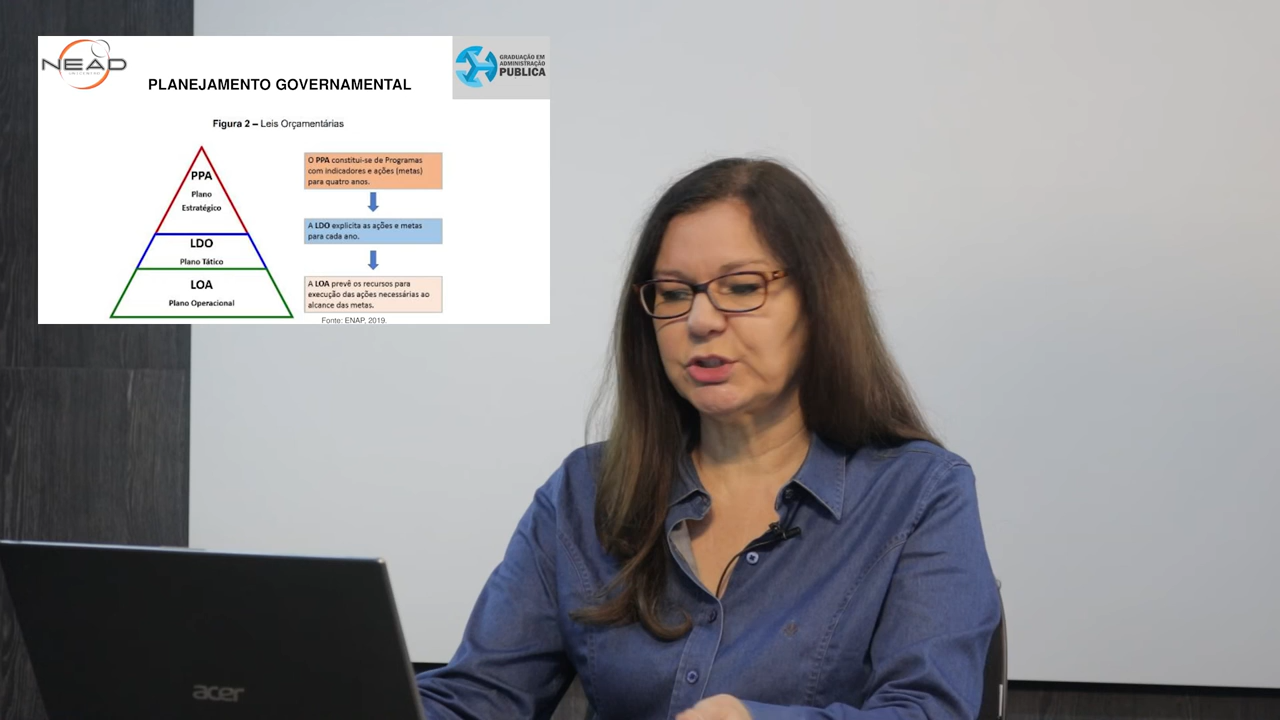 NEAD
UNICENTRO
GRADUAÇÃO EM
ADMINISTRAÇÃO
PUBLICA
PLANEJAMENTO GOVERNAMENTAL
Figura 2 – Leis Orçamentárias
PPA
Plano
Estratégico
LDO
Plano Tático
LOA
Plano Operacional
O PPA constitui-se de Programas
com indicadores e ações (metas)
para quatro anos.
A LDO explicita as ações e metas
para cada ano.
A LOA prevê os recursos para
execução das ações necessárias ao
alcance das metas.
Fonte: ENAP, 2019.
acer